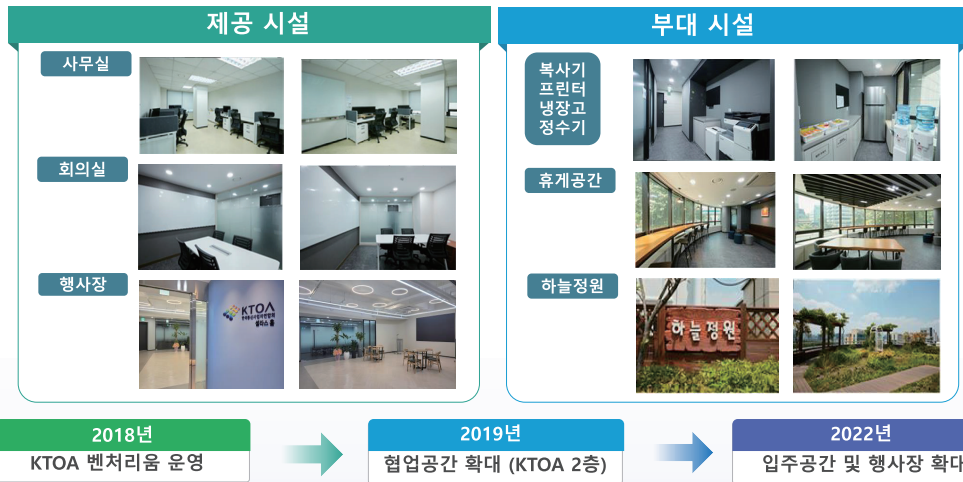 제공 시설
사무실
회의실
행사장
KTOA
셀타스 홀
부대 시설
복사기
프린터
냉장고
정수기
휴게공간
하늘정원
하늘정원
2018년
KTOA 벤처리움 운영
2019년
협업공간 확대 (KTOA 2층)
2022년
입주공간 및 행사장 확대